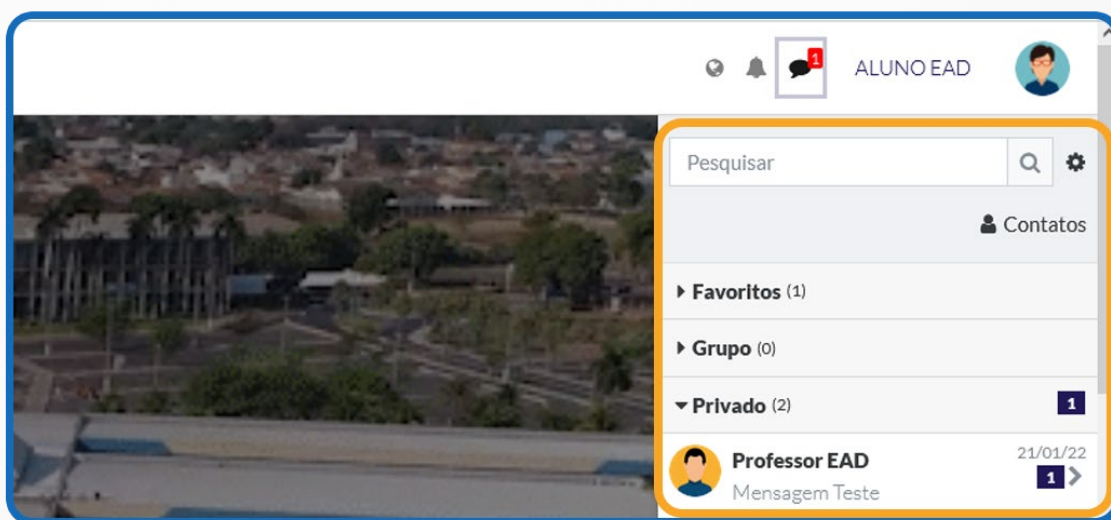 1
ALUNO EAD
Pesquisar
Contatos
Favoritos (1)
Grupo (0)
Privado (2) 1
Professor EAD 21/01/22
Mensagem Teste 1